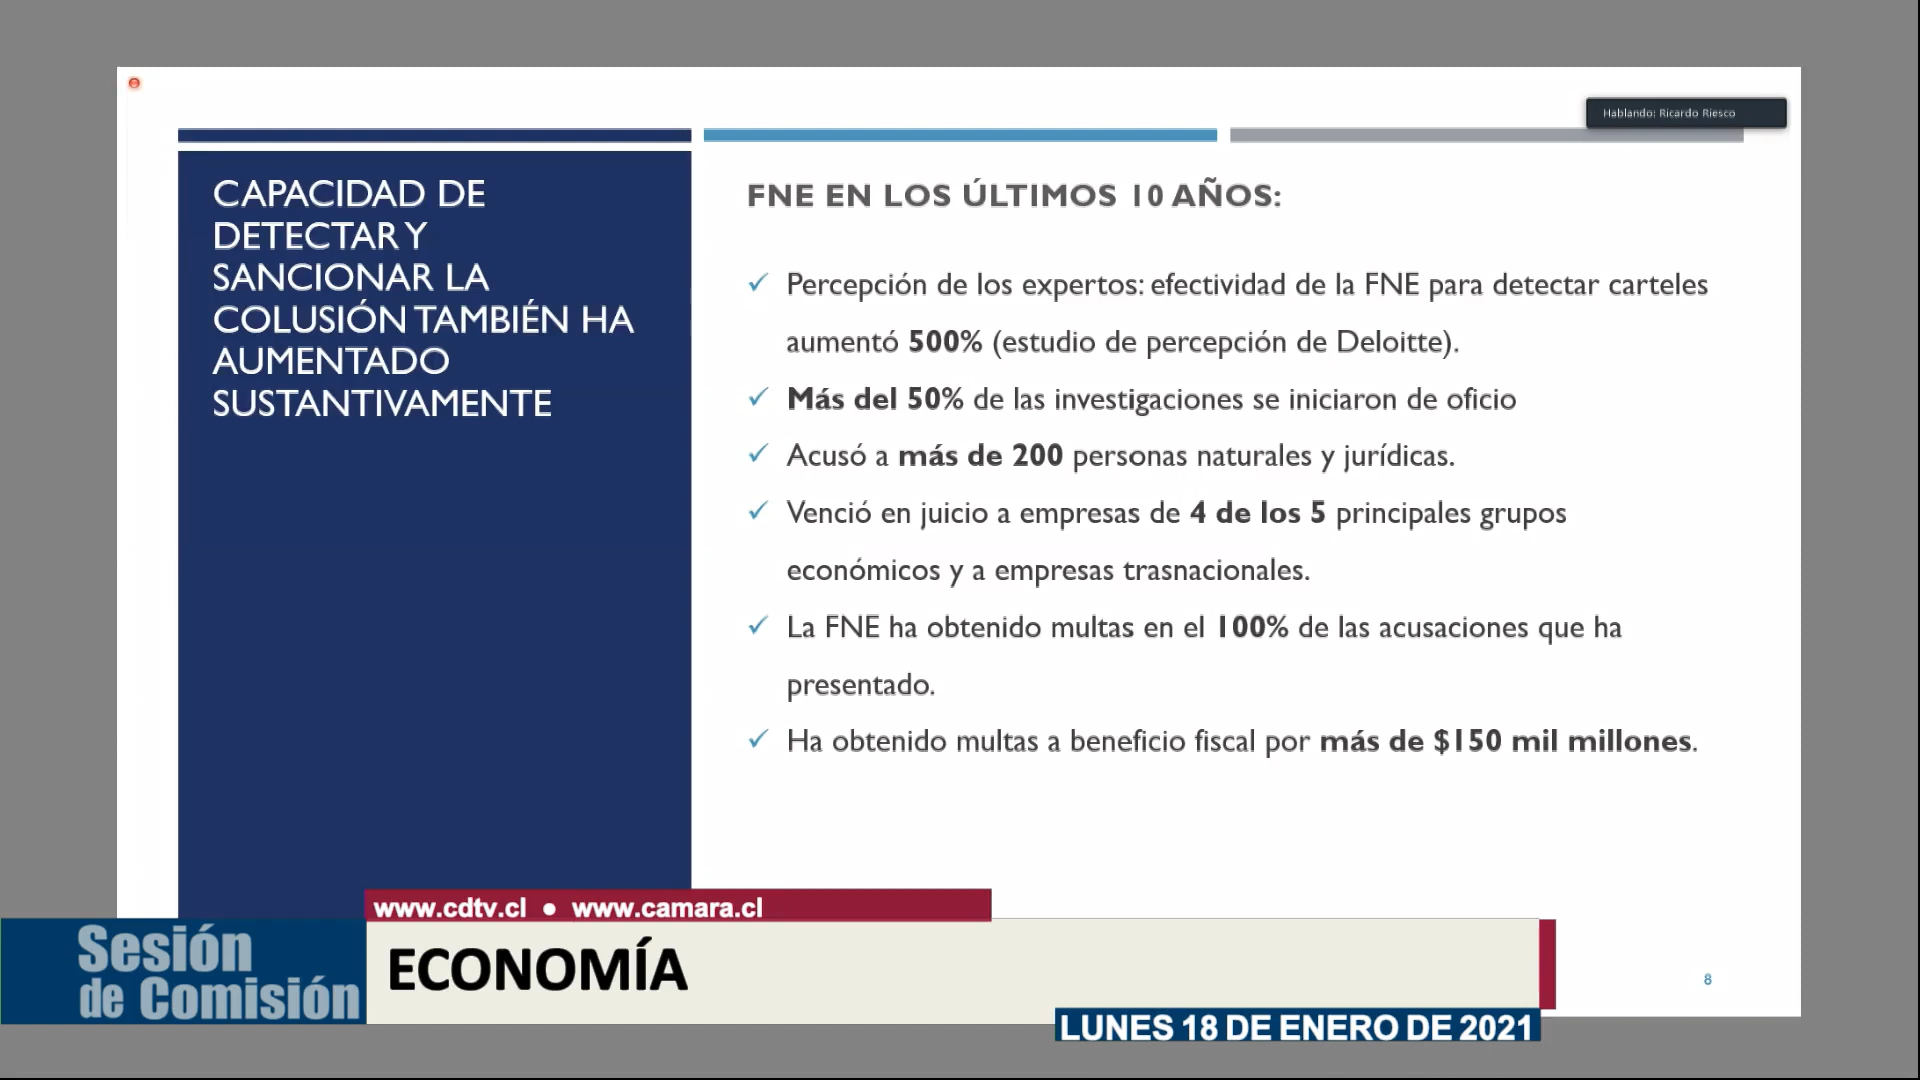 Hablando: Ricardo Riesco
CAPACIDAD DE
DETECTAR Y
SANCIONAR LA
COLUSIÓN TAMBIÉN HA
AUMENTADO
SUSTANTIVAMENTE
FNE EN LOS ÚLTIMOS 10 AÑOS:
✓ Percepción de los expertos: efectividad de la FNE para detectar carteles
aumentó 500% (estudio de percepción de Deloitte).
✓ Más del 50% de las investigaciones se iniciaron de oficio
✓ Acusó a más de 200 personas naturales y jurídicas.
✓ Venció en juicio a empresas de 4 de los 5 principales grupos
económicos y a empresas trasnacionales.
✓ La FNE ha obtenido multas en el 100% de las acusaciones que ha
presentado.
✓ Ha obtenido multas a beneficio fiscal por más de $150 mil millones.
8
www.cdtv.cl ● www.camara.cl
Sesión
de Comisión
ECONOMÍA
LUNES 18 DE ENERO DE 2021